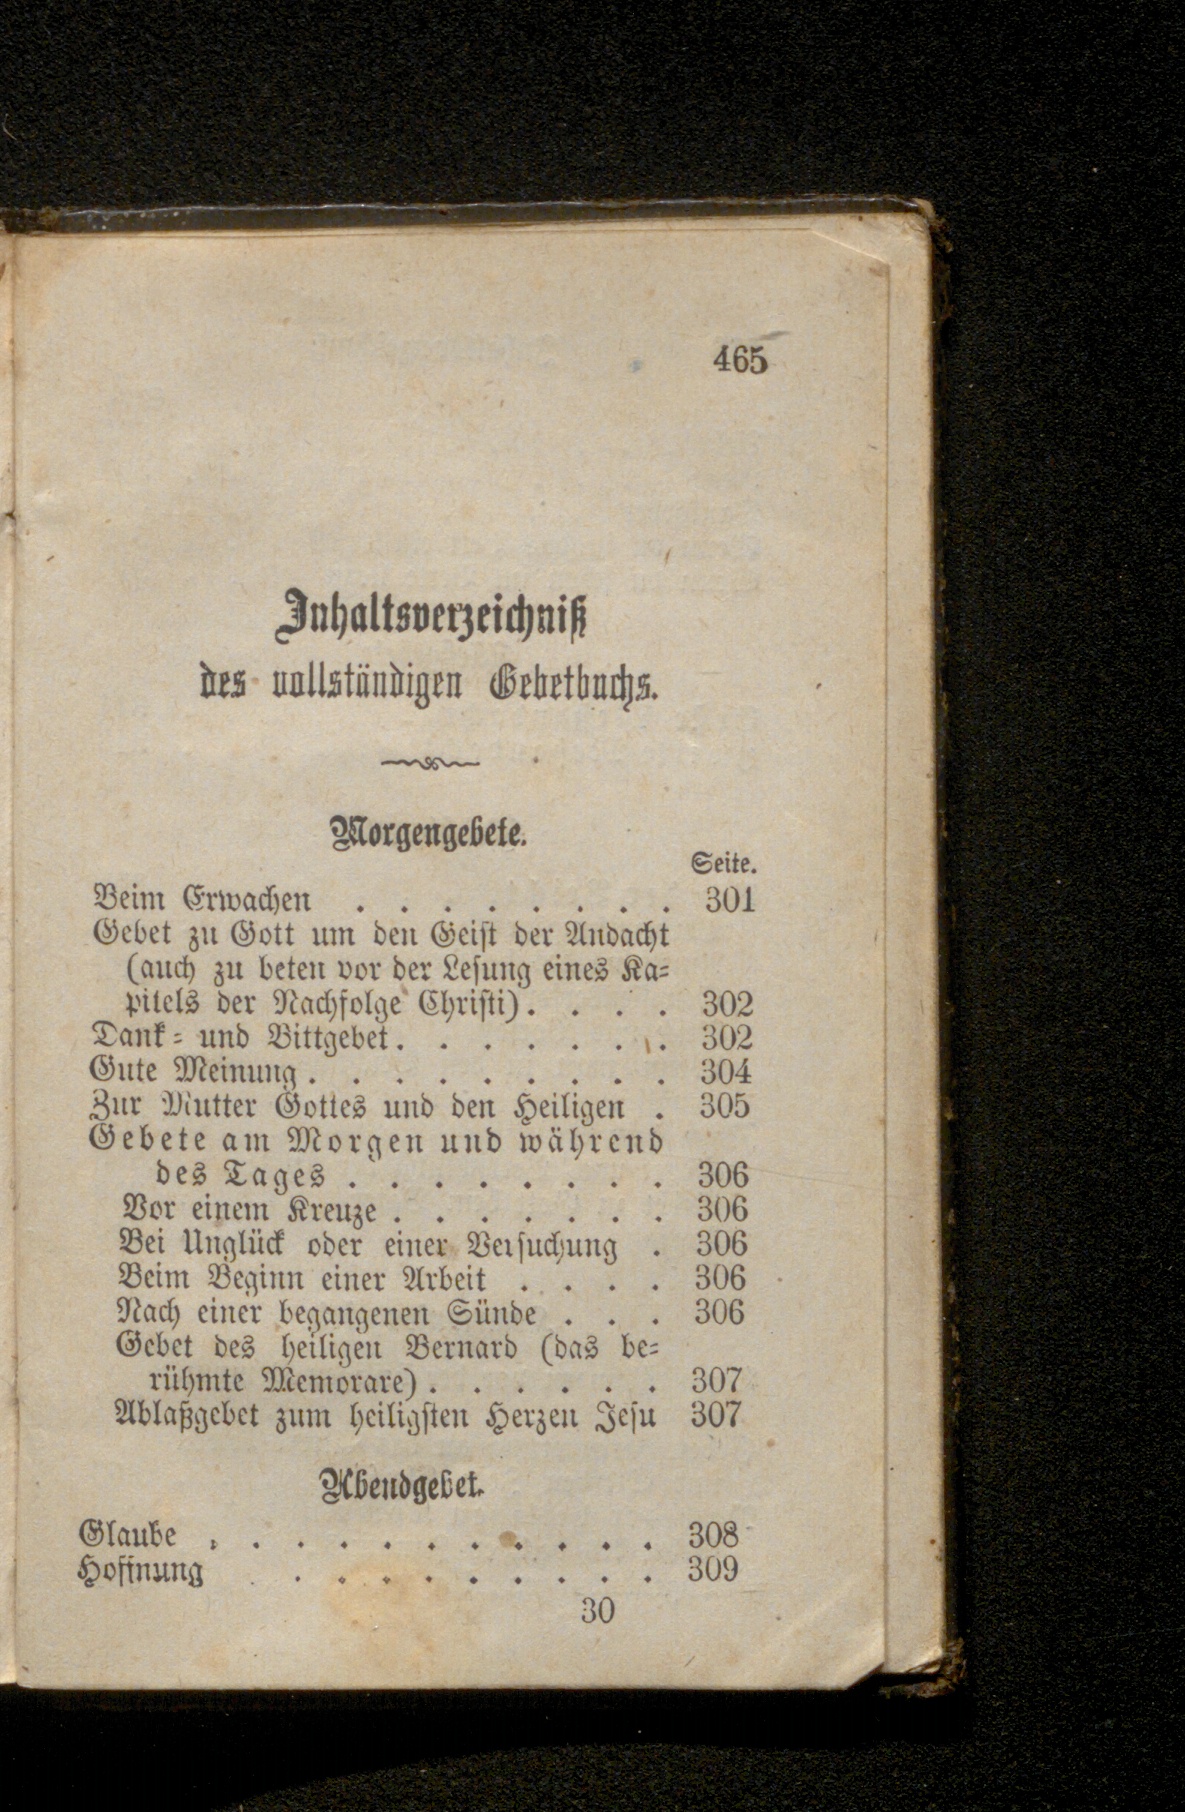 465
Inhaltsverzeichniß
des vollständigen Gebetbuchs.
Morgengebete.
Seite.
Beim Erwachen . . . . . . . . 301
Gebet zu Gott um den Geist der Andacht
(auch zu beten vor der Lesung eines Ka-
pitels der Nachfolge Christi). . . . 302
Dank- und Bittgebet. . . . . . . 302
Gute Meinung. . . . . . . . . 304
Zur Mutter Gottes und den Heiligen . 305
Gebete am Morgen und während
des Tages . . . . . . . . 306
Vor einem Kreuze . . . . . . . 306
Bei Unglück oder einer Versuchung . 306
Beim Beginn einer Arbeit . . . . 306
Nach einer begangenen Sünde . . . 306
Gebet des heiligen Bernard (das be-
rühmte Memorare) . . . . . . 307
Ablaßgebet zum heiligsten Herzen Jesu 307
Abendgebet.
Glaube . . . . . . . . . . . 308
Hoffnung . . . . . . . . . . 309
30